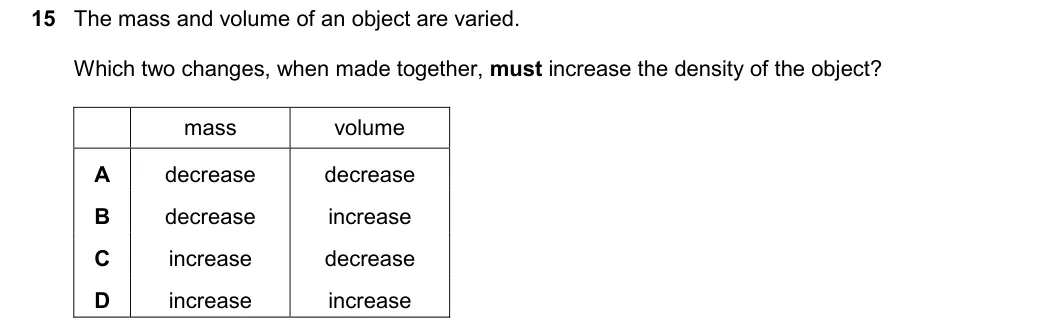 15 The mass and volume of an object are varied.
Which two changes, when made together, must increase the density of the object?
mass volume
A decrease decrease
B decrease increase
C increase decrease
D increase increase